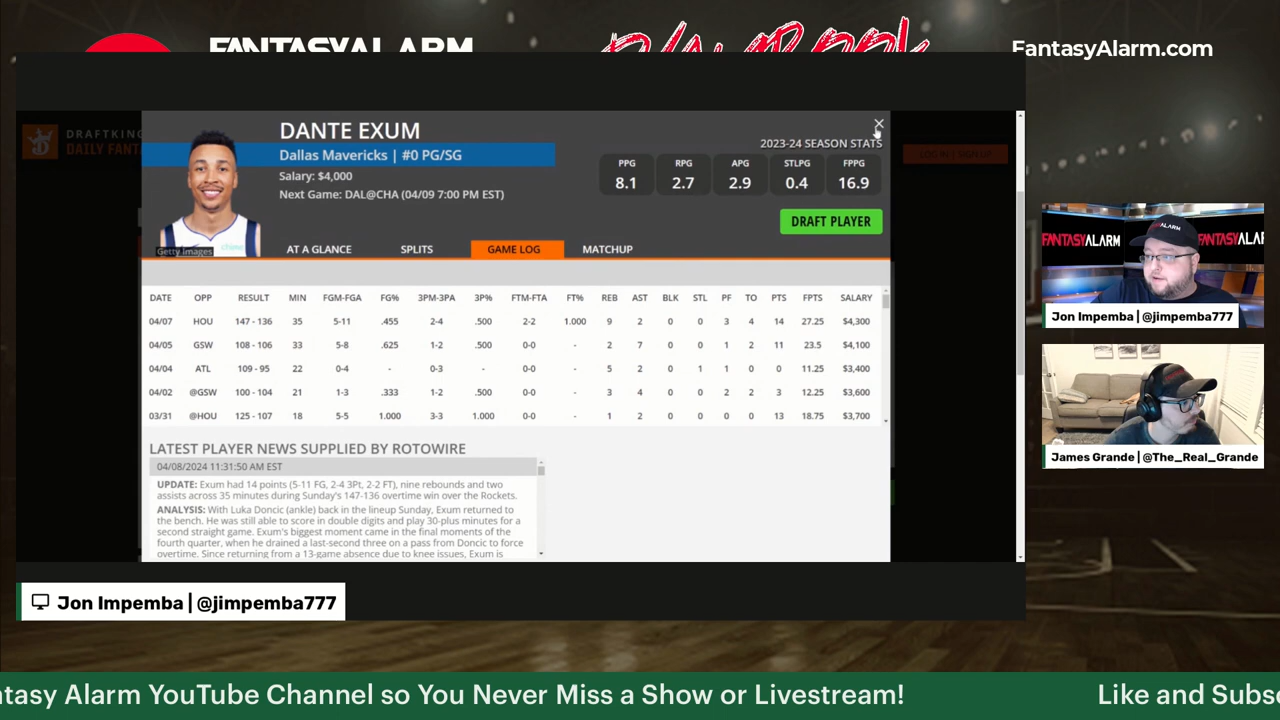 FANTASYALARM
PLAYBOOK
FantasyAlarm.com
DRAFTKIN
DAILY FANT
LOG IN | SIGN UP
DANTE EXUM
Dallas Mavericks | #0 PG/SG
Salary: $4,000
Next Game: DAL@CHA (04/09 7:00 PM EST)
Getty Images
2023-24 SEASON STATS
PPG RPG APG STLPG FPPG
8.1 2.7 2.9 0.4 16.9
DRAFT PLAYER
AT A GLANCE SPLITS GAME LOG MATCHUP
DATE OPP RESULT MIN FGM-FGA FG% 3PM-3PA 3P% FTM-FTA FT% REB AST BLK STL PF TO PTS FPTS SALARY
04/07 HOU 147 - 136 35 5-11 .455 2-4 .500 2-2 1.000 9 2 0 0 3 4 14 27.25 $4,300
04/05 GSW 108 - 106 33 5-8 .625 1-2 .500 0-0 - 2 7 0 0 1 2 11 23.5 $4,100
04/04 ATL 109 - 95 22 0-4 - 0-3 - 0-0 - 5 2 0 1 1 0 0 11.25 $3,400
04/02 @GSW 100 - 104 21 1-3 .333 1-2 .500 0-0 - 3 4 0 0 2 2 3 12.25 $3,600
03/31 @HOU 125 - 107 18 5-5 1.000 3-3 1.000 0-0 - 1 2 0 0 0 0 13 18.75 $3,700
LATEST PLAYER NEWS SUPPLIED BY ROTOWIRE
04/08/2024 11:31:50 AM EST
UPDATE: Exum had 14 points (5-11 FG, 2-4 3Pt, 2-2 FT), nine rebounds and two
assists across 35 minutes during Sunday's 147-136 overtime win over the Rockets.
ANALYSIS: With Luka Doncic (ankle) back in the lineup Sunday, Exum returned to
the bench. He was still able to score in double digits and play 30-plus minutes for a
second straight game. Exum's biggest moment came in the final moments of the
fourth quarter, when he drained a last-second three on a pass from Doncic to force
overtime. Since returning from a 13-game absence due to knee issues, Exum is
FANTASYALARM
ALARM
FANTASYALAR
Jon Impemba | @jimpemba777
James Grande | @The_Real_Grande
Jon Impemba | @jimpemba777
ntasy Alarm YouTube Channel so You Never Miss a Show or Livestream! Like and Subsc